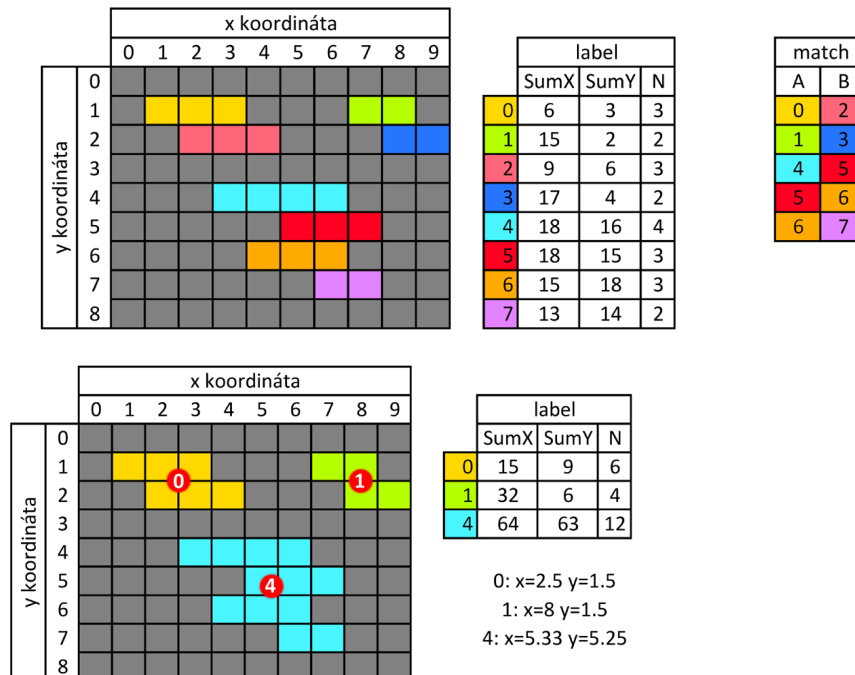 x koordináta
0 1 2 3 4 5 6 7 8 9
y koordináta
0
1
2
3
4
5
6
7
8
label
SumX SumY N
0 6 3 3
1 15 2 2
2 9 6 3
3 17 4 2
4 18 16 4
5 18 15 3
6 15 18 3
7 13 14 2
match
A B
0 2
1 3
4 5
5 6
6 7
x koordináta
0 1 2 3 4 5 6 7 8 9
y koordináta
0
1
2
3
4
5
6
7
8
0
1
4
label
SumX SumY N
0 15 9 6
1 32 6 4
4 64 63 12
0: x=2.5 y=1.5
1: x=8 y=1.5
4: x=5.33 y=5.25